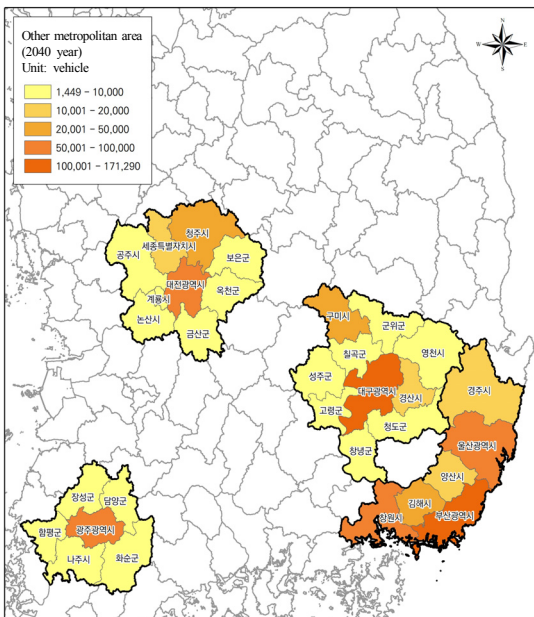 Other metropolitan area
(2040 year)
Unit: vehicle
1,449 - 10,000
10,001 - 20,000
20,001 - 50,000
50,001 - 100,000
100,001 - 171,290
N
W
E
S
청주시
세종특별자치시
공주시
보은군
대전광역시
계룡시
옥천군
논산시
금산군
구미시
군위군
칠곡군
영천시
성주군
대구광역시
경산시
경주시
고령군
청도군
창녕군
울산광역시
양산시
김해시
창원시
부산광역시
장성군
담양군
함평군
광주광역시
나주시
화순군